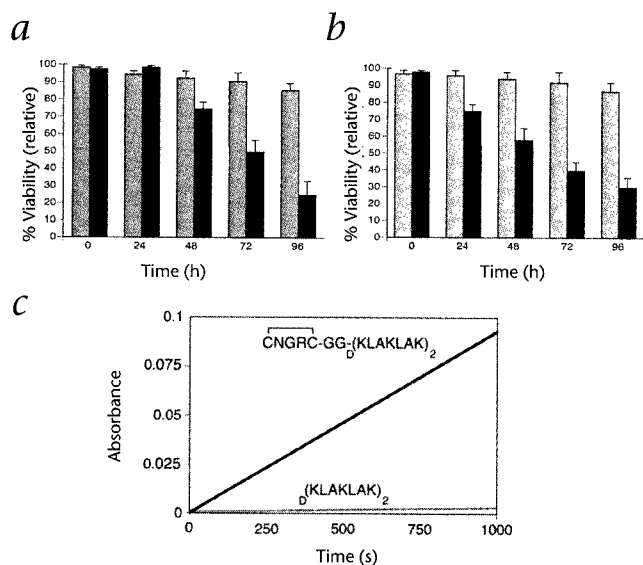 a
% Viability (relative)
100
90
80
70
60
50
40
30
20
10
0
0 24 48 72 96
Time (h)
b
% Viability (relative)
100
90
80
70
60
50
40
30
20
10
0
0 24 48 72 96
Time (h)
c
Absorbance
0.1
0.075
0.05
0.025
0
CNGRC-GG-D(KLAKLAK)2
D(KLAKLAK)2
0 250 500 750 1000
Time (s)